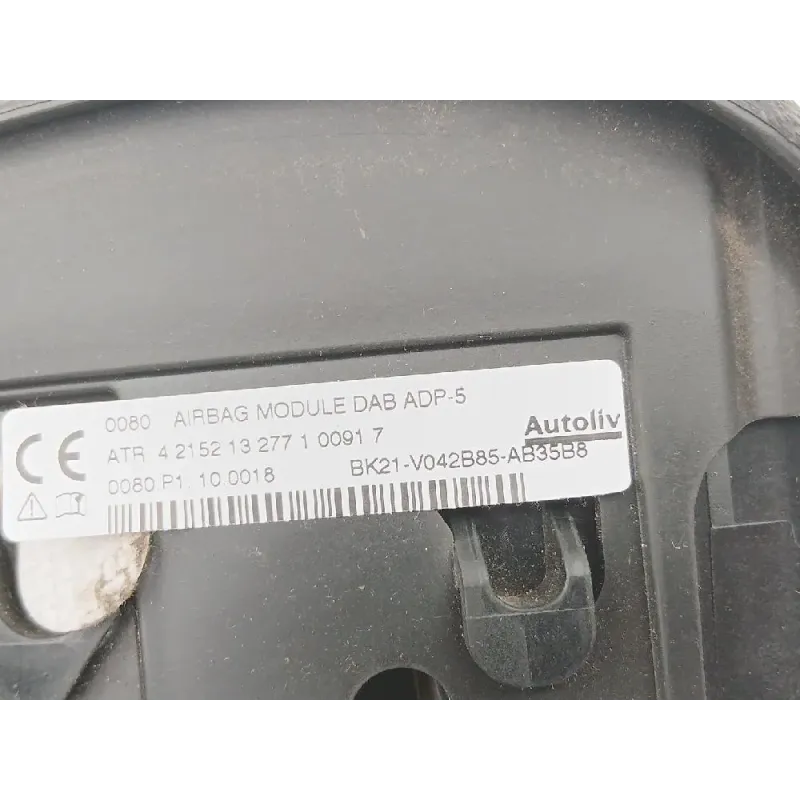 CE 0080 AIRBAG MODULE DAB ADP-5
Autoliv
ATR 4 2152 13 277 1 0091 7
0080 P1. 10.0018 BK21-V042B85-AB35B8